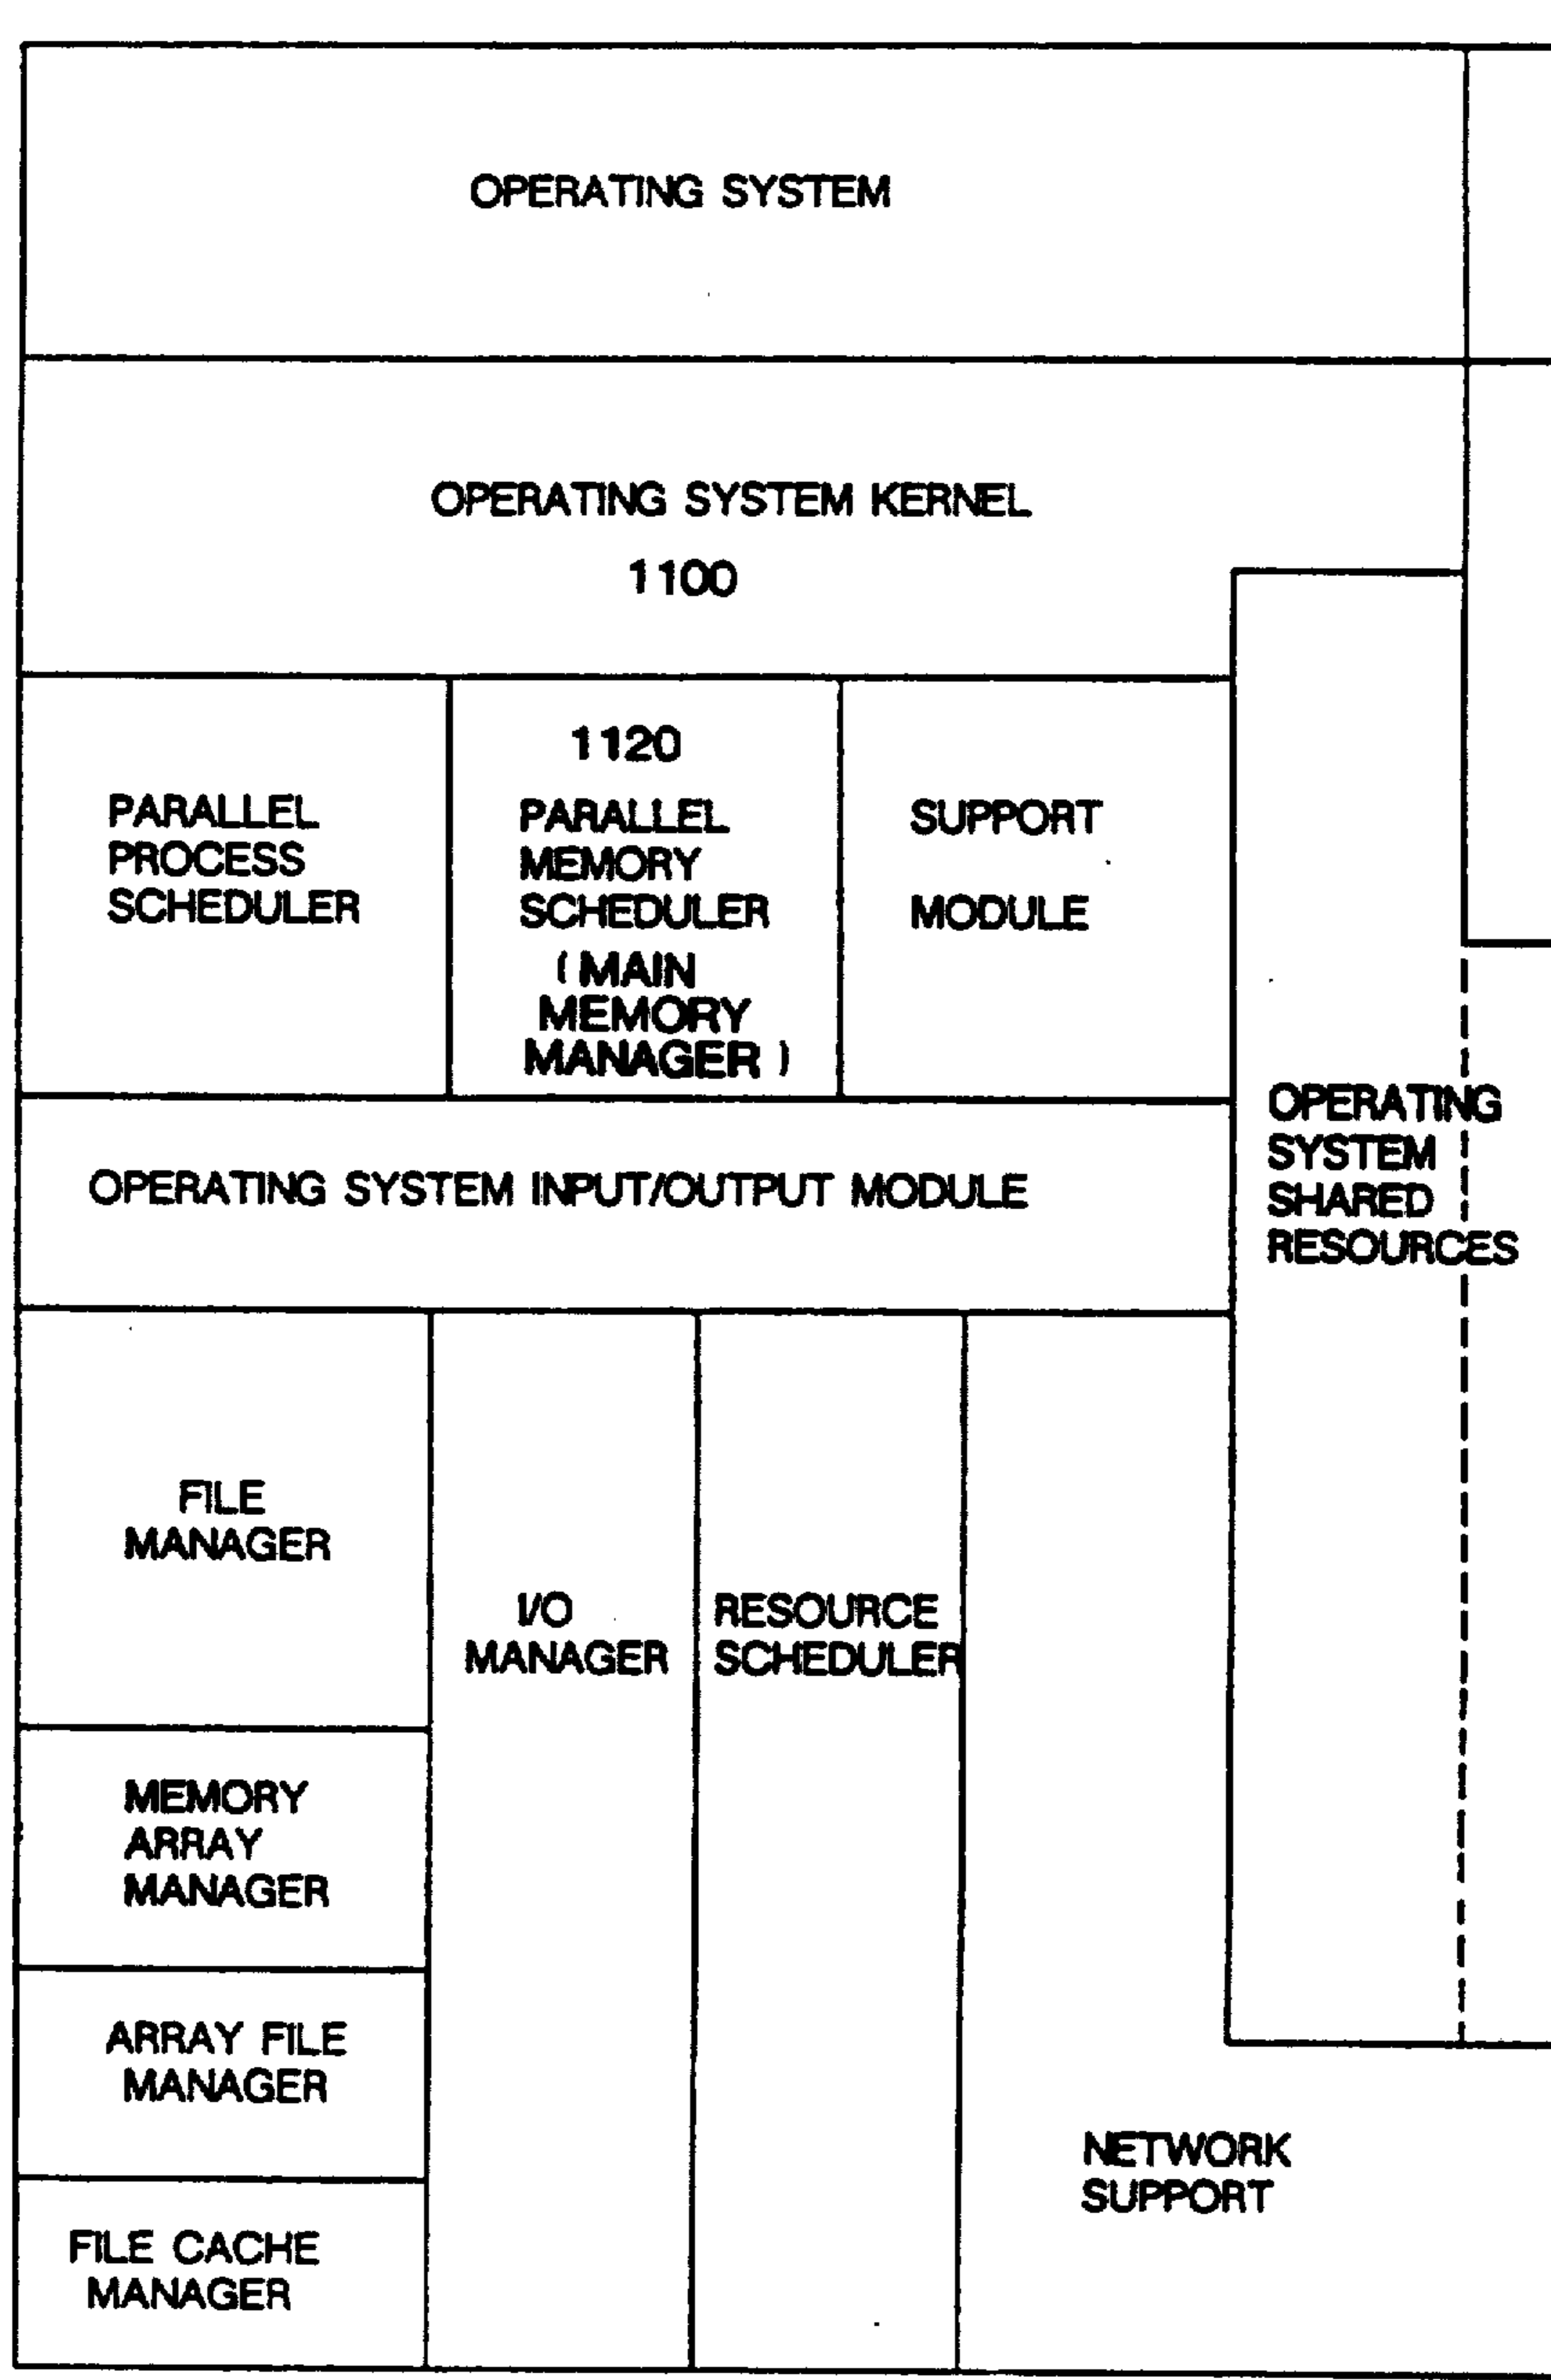 OPERATING SYSTEM
OPERATING SYSTEM KERNEL
1100
PARALLEL
PROCESS
SCHEDULER
1120
PARALLEL
MEMORY
SCHEDULER
(MAIN
MEMORY
MANAGER)
SUPPORT
MODULE
OPERATING
SYSTEM
SHARED
RESOURCES
OPERATING SYSTEM INPUT/OUTPUT MODULE
FILE
MANAGER
I/O
MANAGER
RESOURCE
SCHEDULER
MEMORY
ARRAY
MANAGER
ARRAY FILE
MANAGER
NETWORK
SUPPORT
FILE CACHE
MANAGER